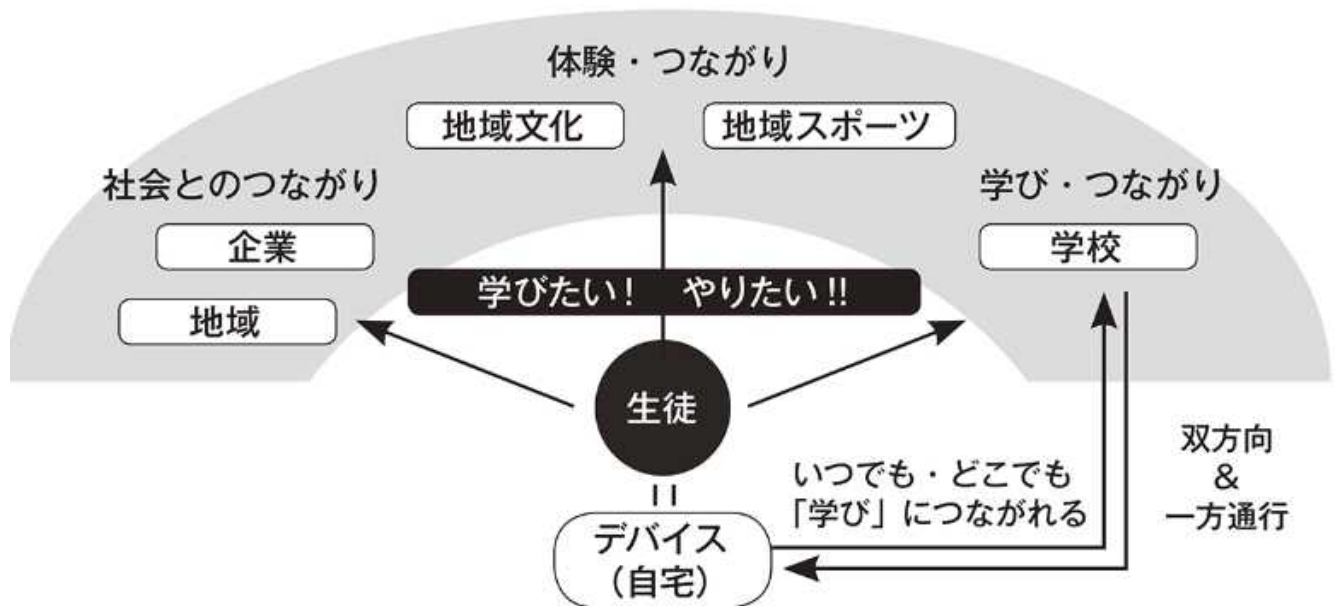 体験・つながり
地域文化
地域スポーツ
社会とのつながり
企業
地域
学び・つながり
学校
学びたい！ やりたい!!
生徒
デバイス
（自宅）
いつでも・どこでも
「学び」につながれる
双方向
＆
一方通行